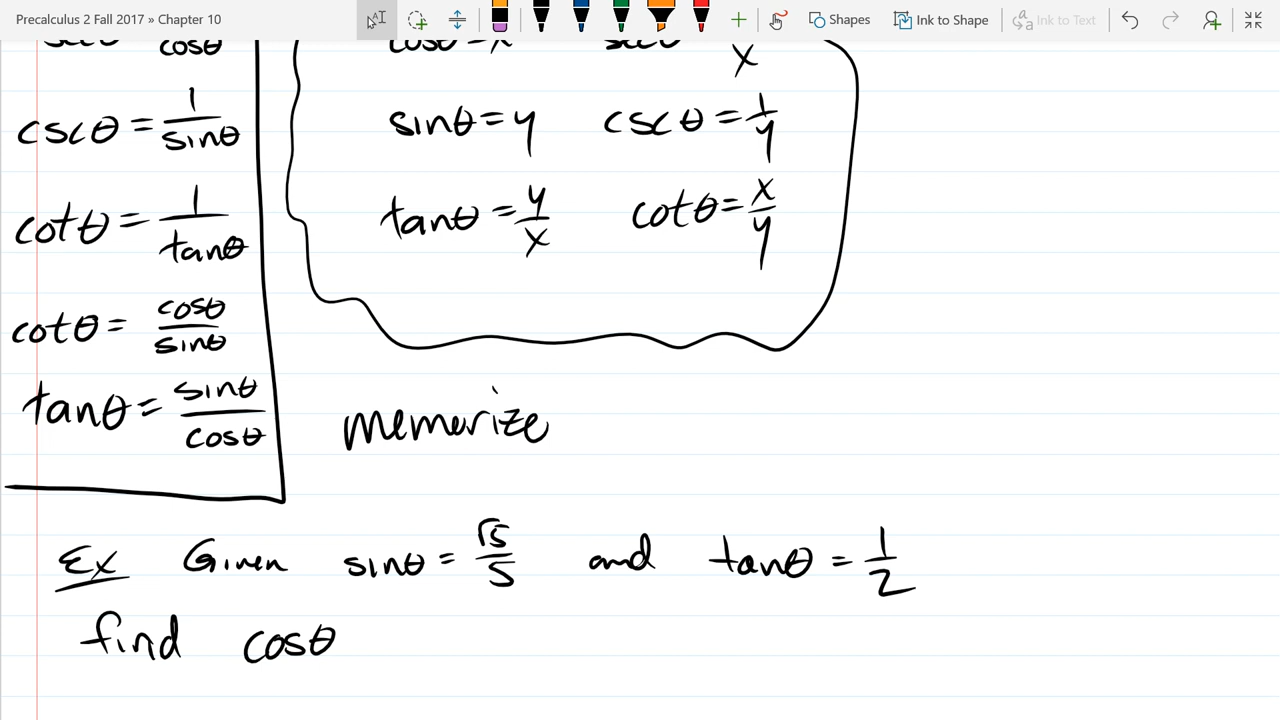 Precalculus 2 Fall 2017 » Chapter 10
Shapes
Ink to Shape
Ink to Text
cosθ
cosθ = x
x
cscθ = 1/sinθ
sinθ = y
cscθ = 1/y
cotθ = 1/tanθ
tanθ = y/x
cotθ = x/y
cotθ = cosθ/sinθ
tanθ = sinθ/cosθ
memorize
Ex Given sinθ = √5/5 and tanθ = 1/2
find cosθ